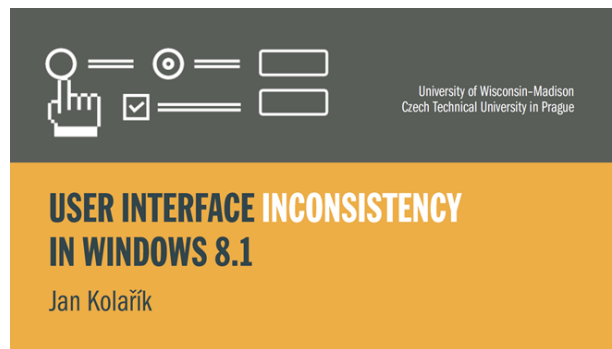 University of Wisconsin–Madison
Czech Technical University in Prague
USER INTERFACE INCONSISTENCY
IN WINDOWS 8.1
Jan Kolařík